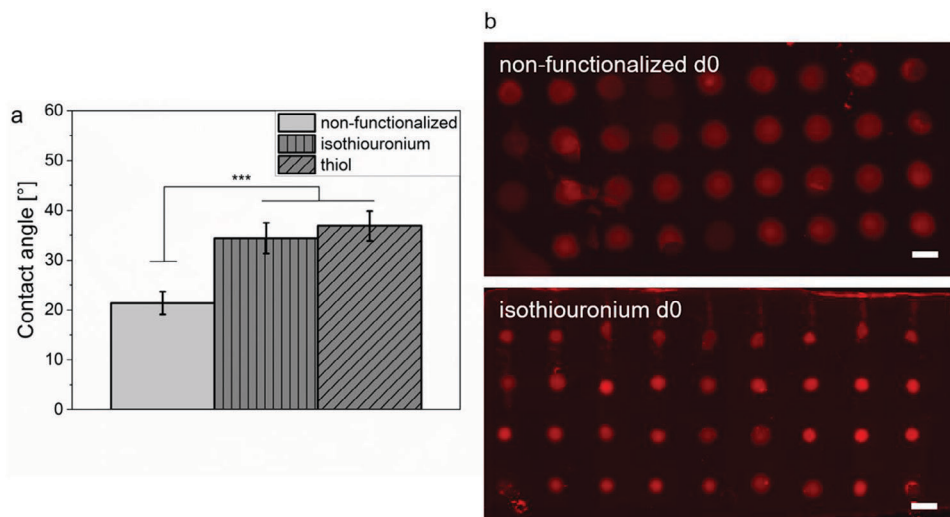 a
60
50
40
30
20
10
0
Contact angle [°]
non-functionalized
isothiouronium
thiol
***
b
non-functionalized d0
isothiouronium d0